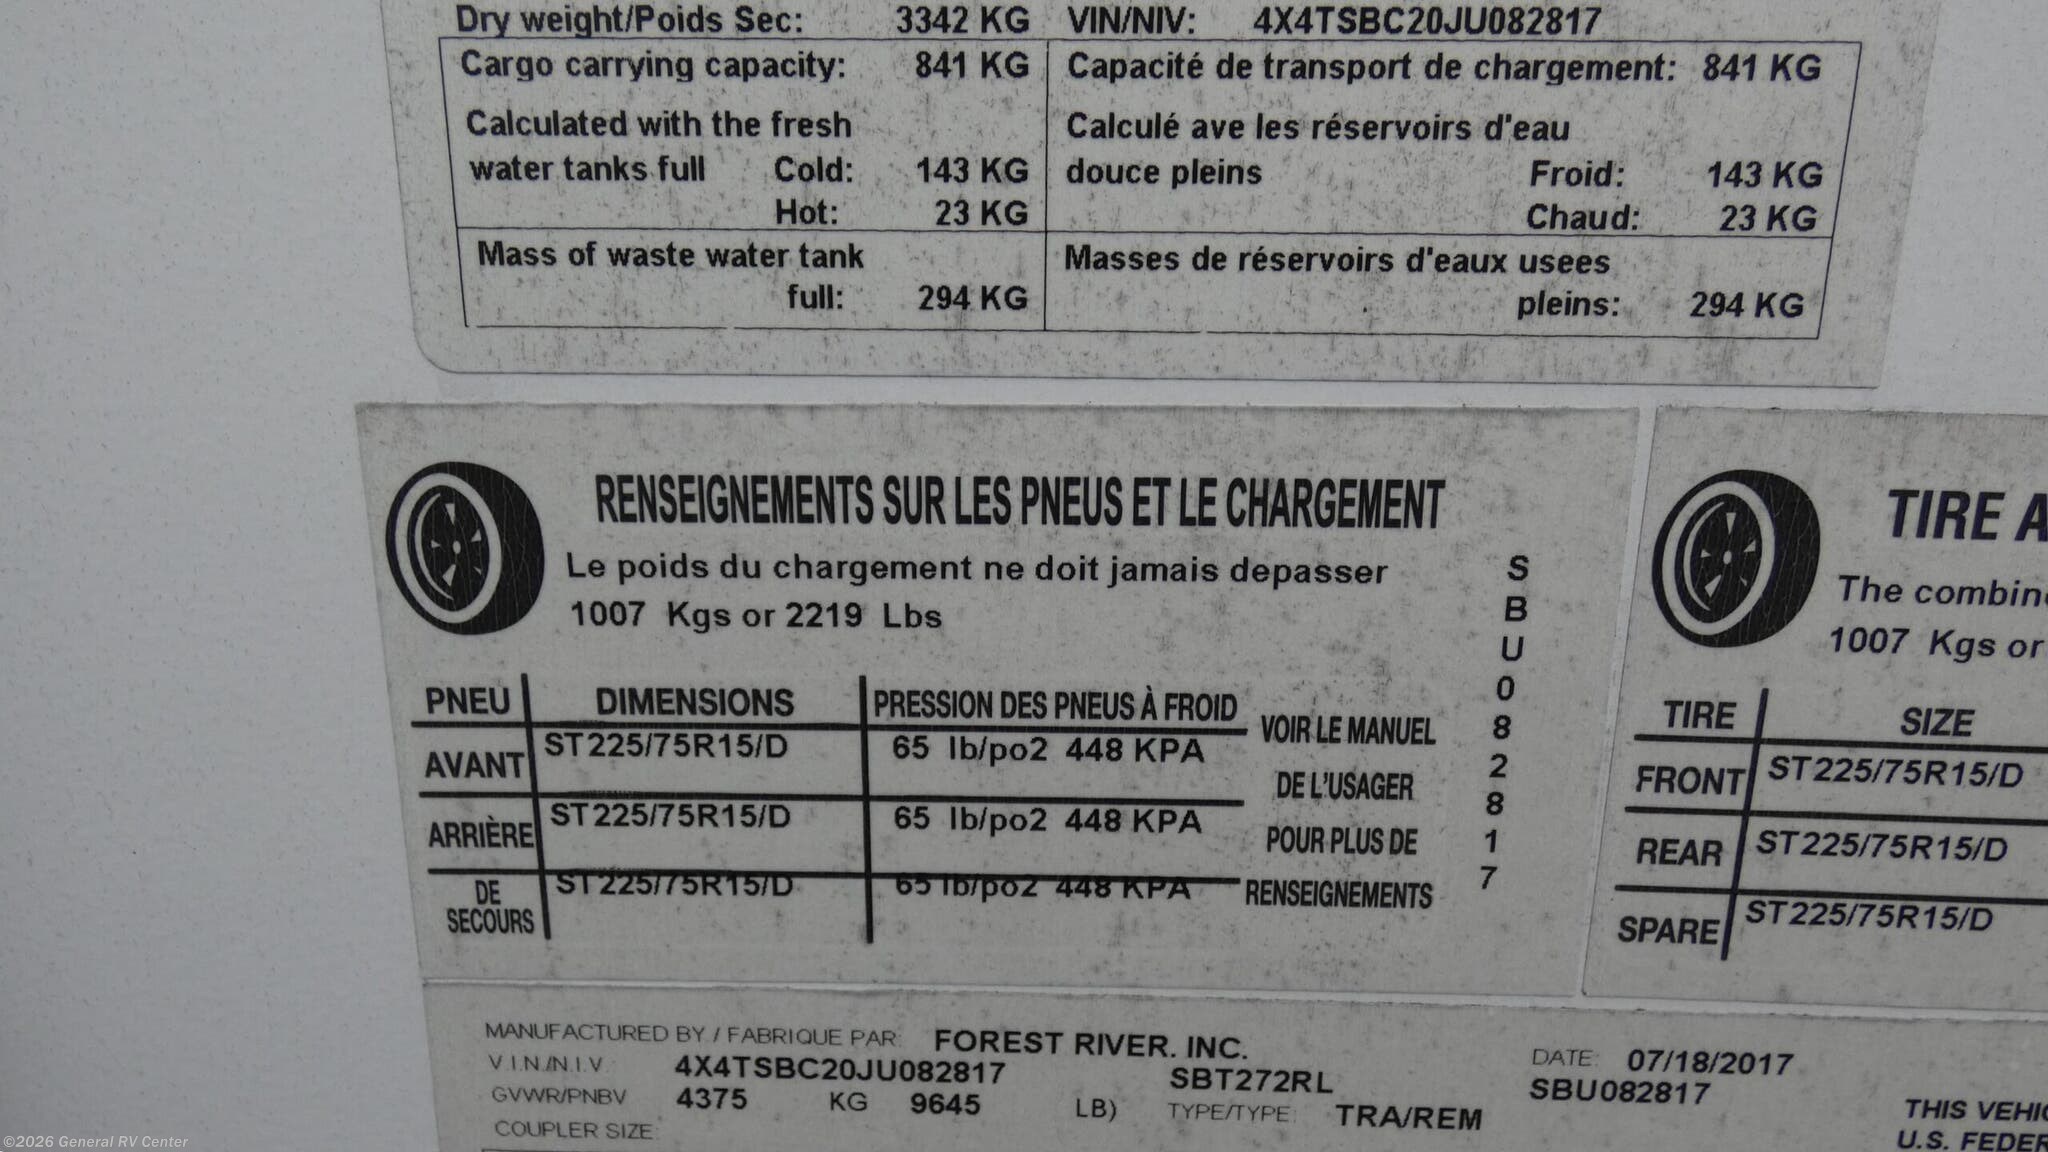 Dry weight/Poids Sec: 3342 KG VIN/NIV: 4X4TSBC20JU082817
Cargo carrying capacity: 841 KG
Calculated with the fresh
water tanks full Cold: 143 KG
Hot: 23 KG
Mass of waste water tank
full: 294 KG
Capacité de transport de chargement: 841 KG
Calculé ave les réservoirs d'eau
douce pleins Froid: 143 KG
Chaud: 23 KG
Masses de réservoirs d'eaux usees
pleins: 294 KG
RENSEIGNEMENTS SUR LES PNEUS ET LE CHARGEMENT
Le poids du chargement ne doit jamais depasser
1007 Kgs or 2219 Lbs
PNEU DIMENSIONS PRESSION DES PNEUS À FROID
AVANT ST225/75R15/D 65 lb/po2 448 KPA
ARRIÈRE ST225/75R15/D 65 lb/po2 448 KPA
DE
SECOURS ST225/75R15/D 65 lb/po2 448 KPA
VOIR LE MANUEL
DE L'USAGER
POUR PLUS DE
RENSEIGNEMENTS
SBU082817
TIRE A
The combin
1007 Kgs or
TIRE SIZE
FRONT ST225/75R15/D
REAR ST225/75R15/D
SPARE ST225/75R15/D
MANUFACTURED BY / FABRIQUE PAR: FOREST RIVER. INC.
V.I.N./N.I.V. 4X4TSBC20JU082817
SBT272RL
GVWR/PNBV 4375 KG 9645 LB) TYPE/TYPE: TRA/REM
COUPLER SIZE:
DATE: 07/18/2017
SBU082817
THIS VEHIC
U.S. FEDER
©2026 General RV Center